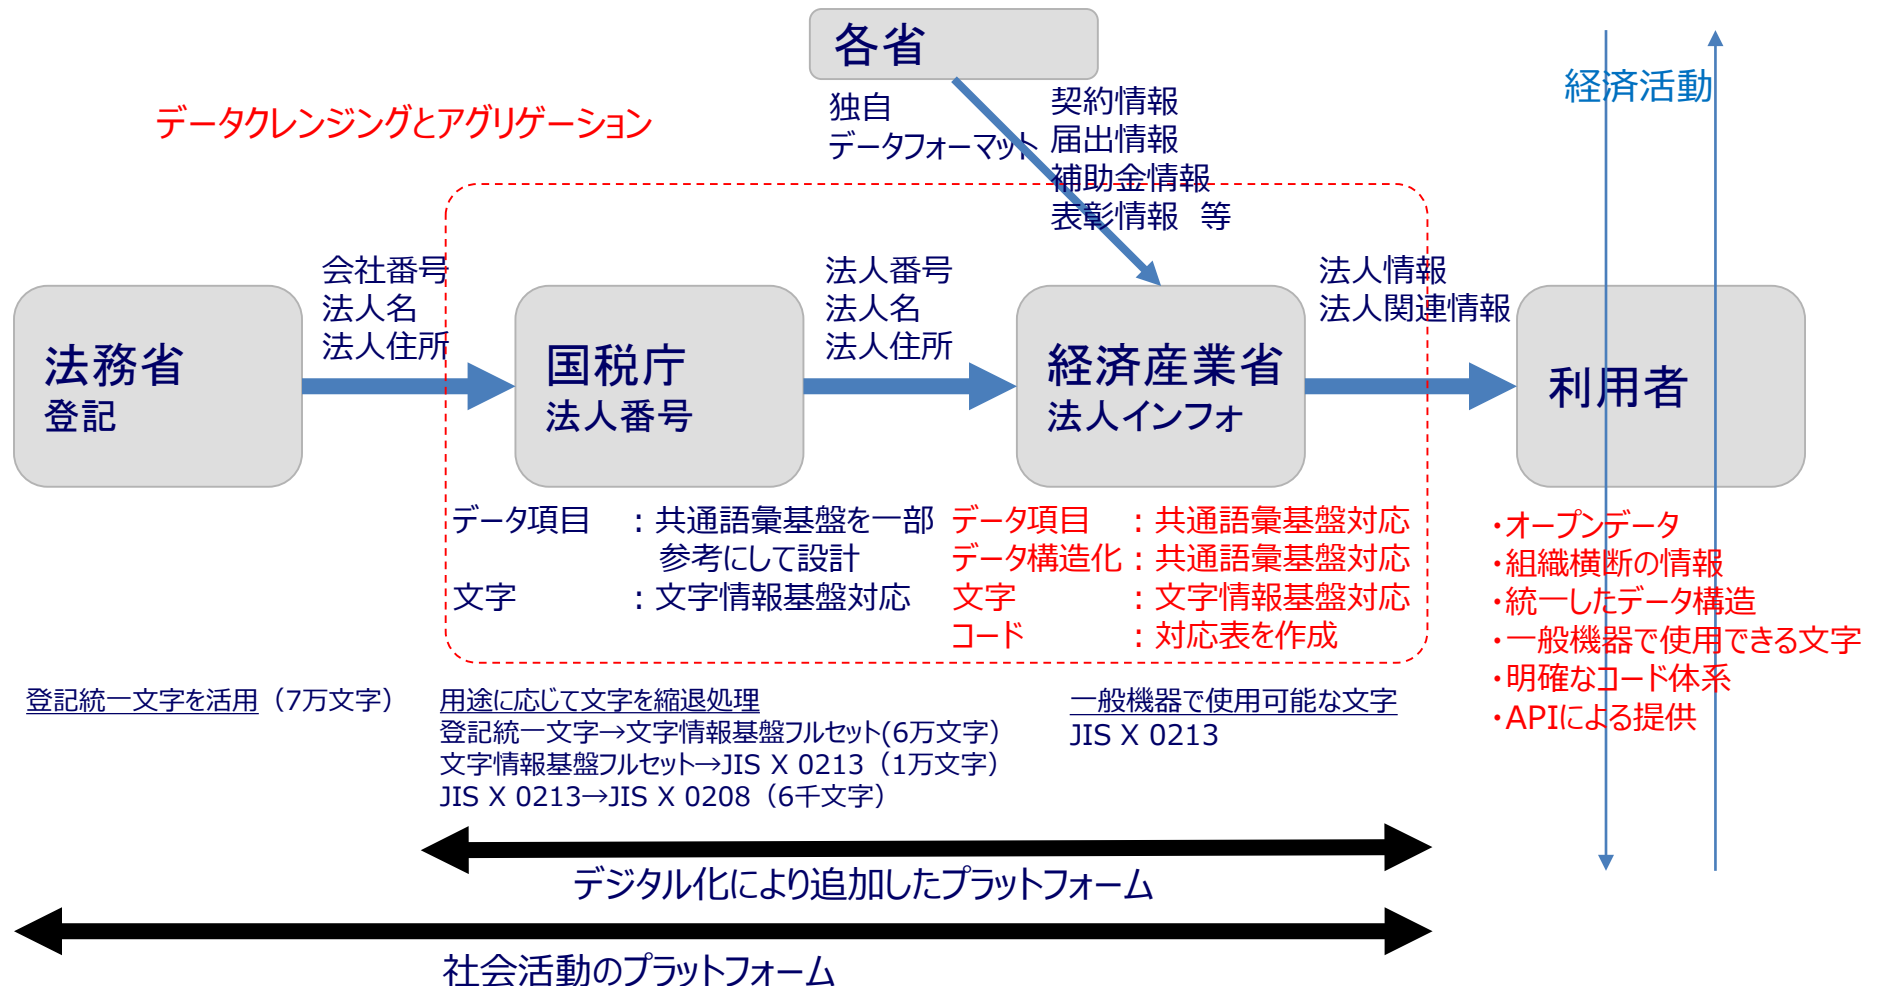 各省
経済活動
データクレンジングとアグリゲーション
独自
データフォーマット
契約情報
届出情報
補助金情報
表彰情報　等
会社番号
法人名
法人住所
法人番号
法人名
法人住所
法人情報
法人関連情報
法務省
登記
国税庁
法人番号
経済産業省
法人インフォ
利用者
データ項目　：共通語彙基盤を一部
参考にして設計
文字　：文字情報基盤対応
データ項目　：共通語彙基盤対応
データ構造化：共通語彙基盤対応
文字　：文字情報基盤対応
コード　：対応表を作成
・オープンデータ
・組織横断の情報
・統一したデータ構造
・一般機器で使用できる文字
・明確なコード体系
・APIによる提供
登記統一文字を活用（7万文字）
用途に応じて文字を縮退処理
登記統一文字→文字情報基盤フルセット(6万文字）
文字情報基盤フルセット→JIS X 0213（1万文字）
JIS X 0213→JIS X 0208（6千文字）
一般機器で使用可能な文字
JIS X 0213
デジタル化により追加したプラットフォーム
社会活動のプラットフォーム